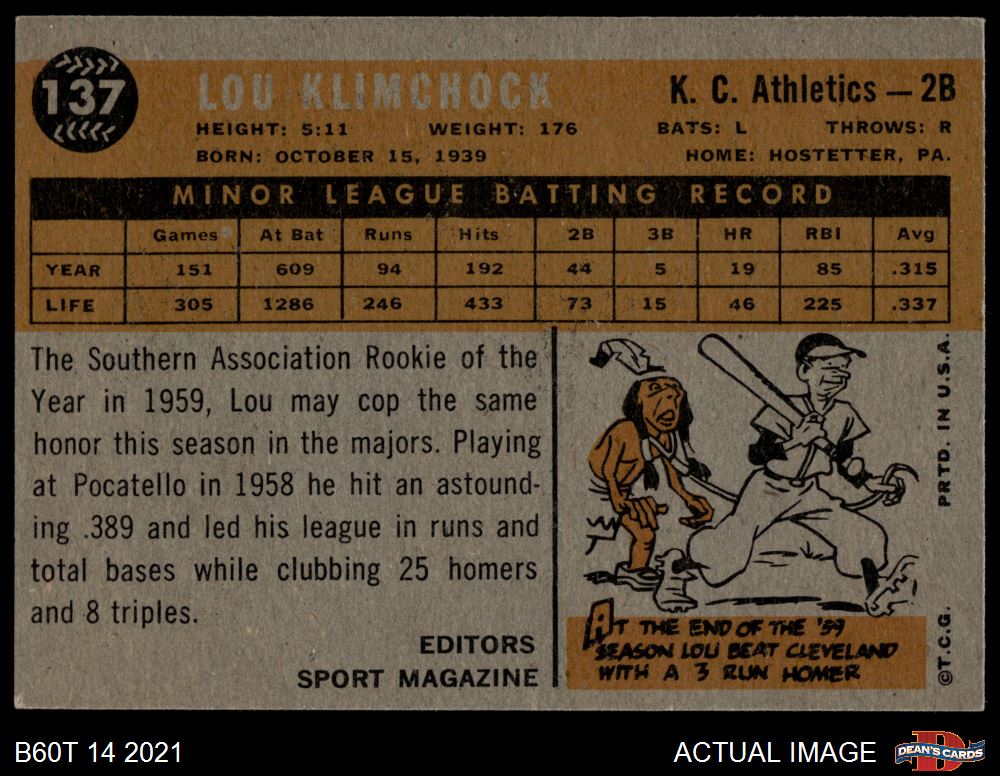 137
LOU KLIMCHOCK
K. C. Athletics — 2B
HEIGHT: 5:11 WEIGHT: 176 BATS: L THROWS: R
BORN: OCTOBER 15, 1939 HOME: HOSTETTER, PA.
MINOR LEAGUE BATTING RECORD
Games At Bat Runs Hits 2B 3B HR RBI Avg
YEAR 151 609 94 192 44 5 19 85 .315
LIFE 305 1286 246 433 73 15 46 225 .337
The Southern Association Rookie of the
Year in 1959, Lou may cop the same
honor this season in the majors. Playing
at Pocatello in 1958 he hit an astound-
ing .389 and led his league in runs and
total bases while clubbing 25 homers
and 8 triples.
EDITORS
SPORT MAGAZINE
AT THE END OF THE '59
SEASON LOU BEAT CLEVELAND
WITH A 3 RUN HOMER
©T.C.G. PRTD. IN U.S.A.
B60T 14 2021
ACTUAL IMAGE
D
DEAN'S CARDS